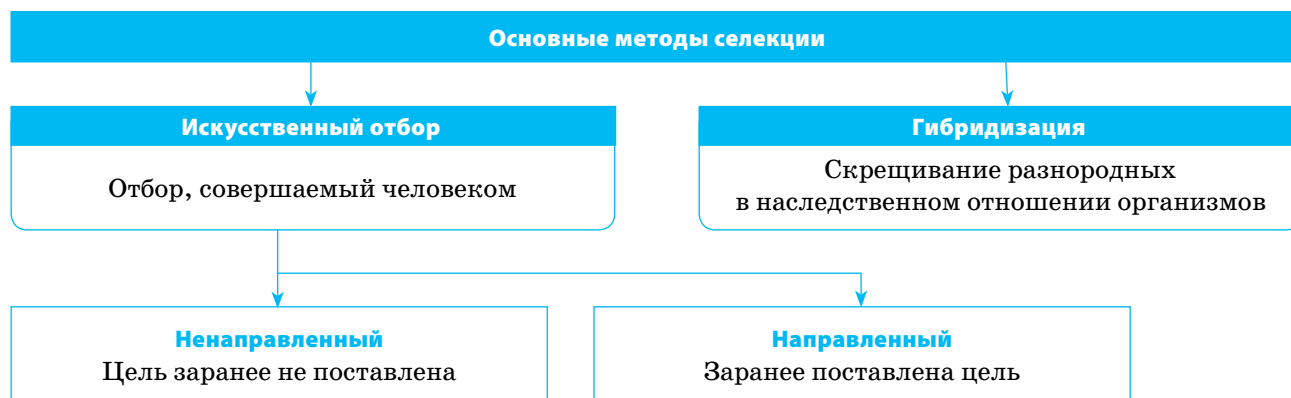 Основные методы селекции
Искусственный отбор
Отбор, совершаемый человеком
Гибридизация
Скрещивание разнородных
в наследственном отношении организмов
Ненаправленный
Цель заранее не поставлена
Направленный
Заранее поставлена цель